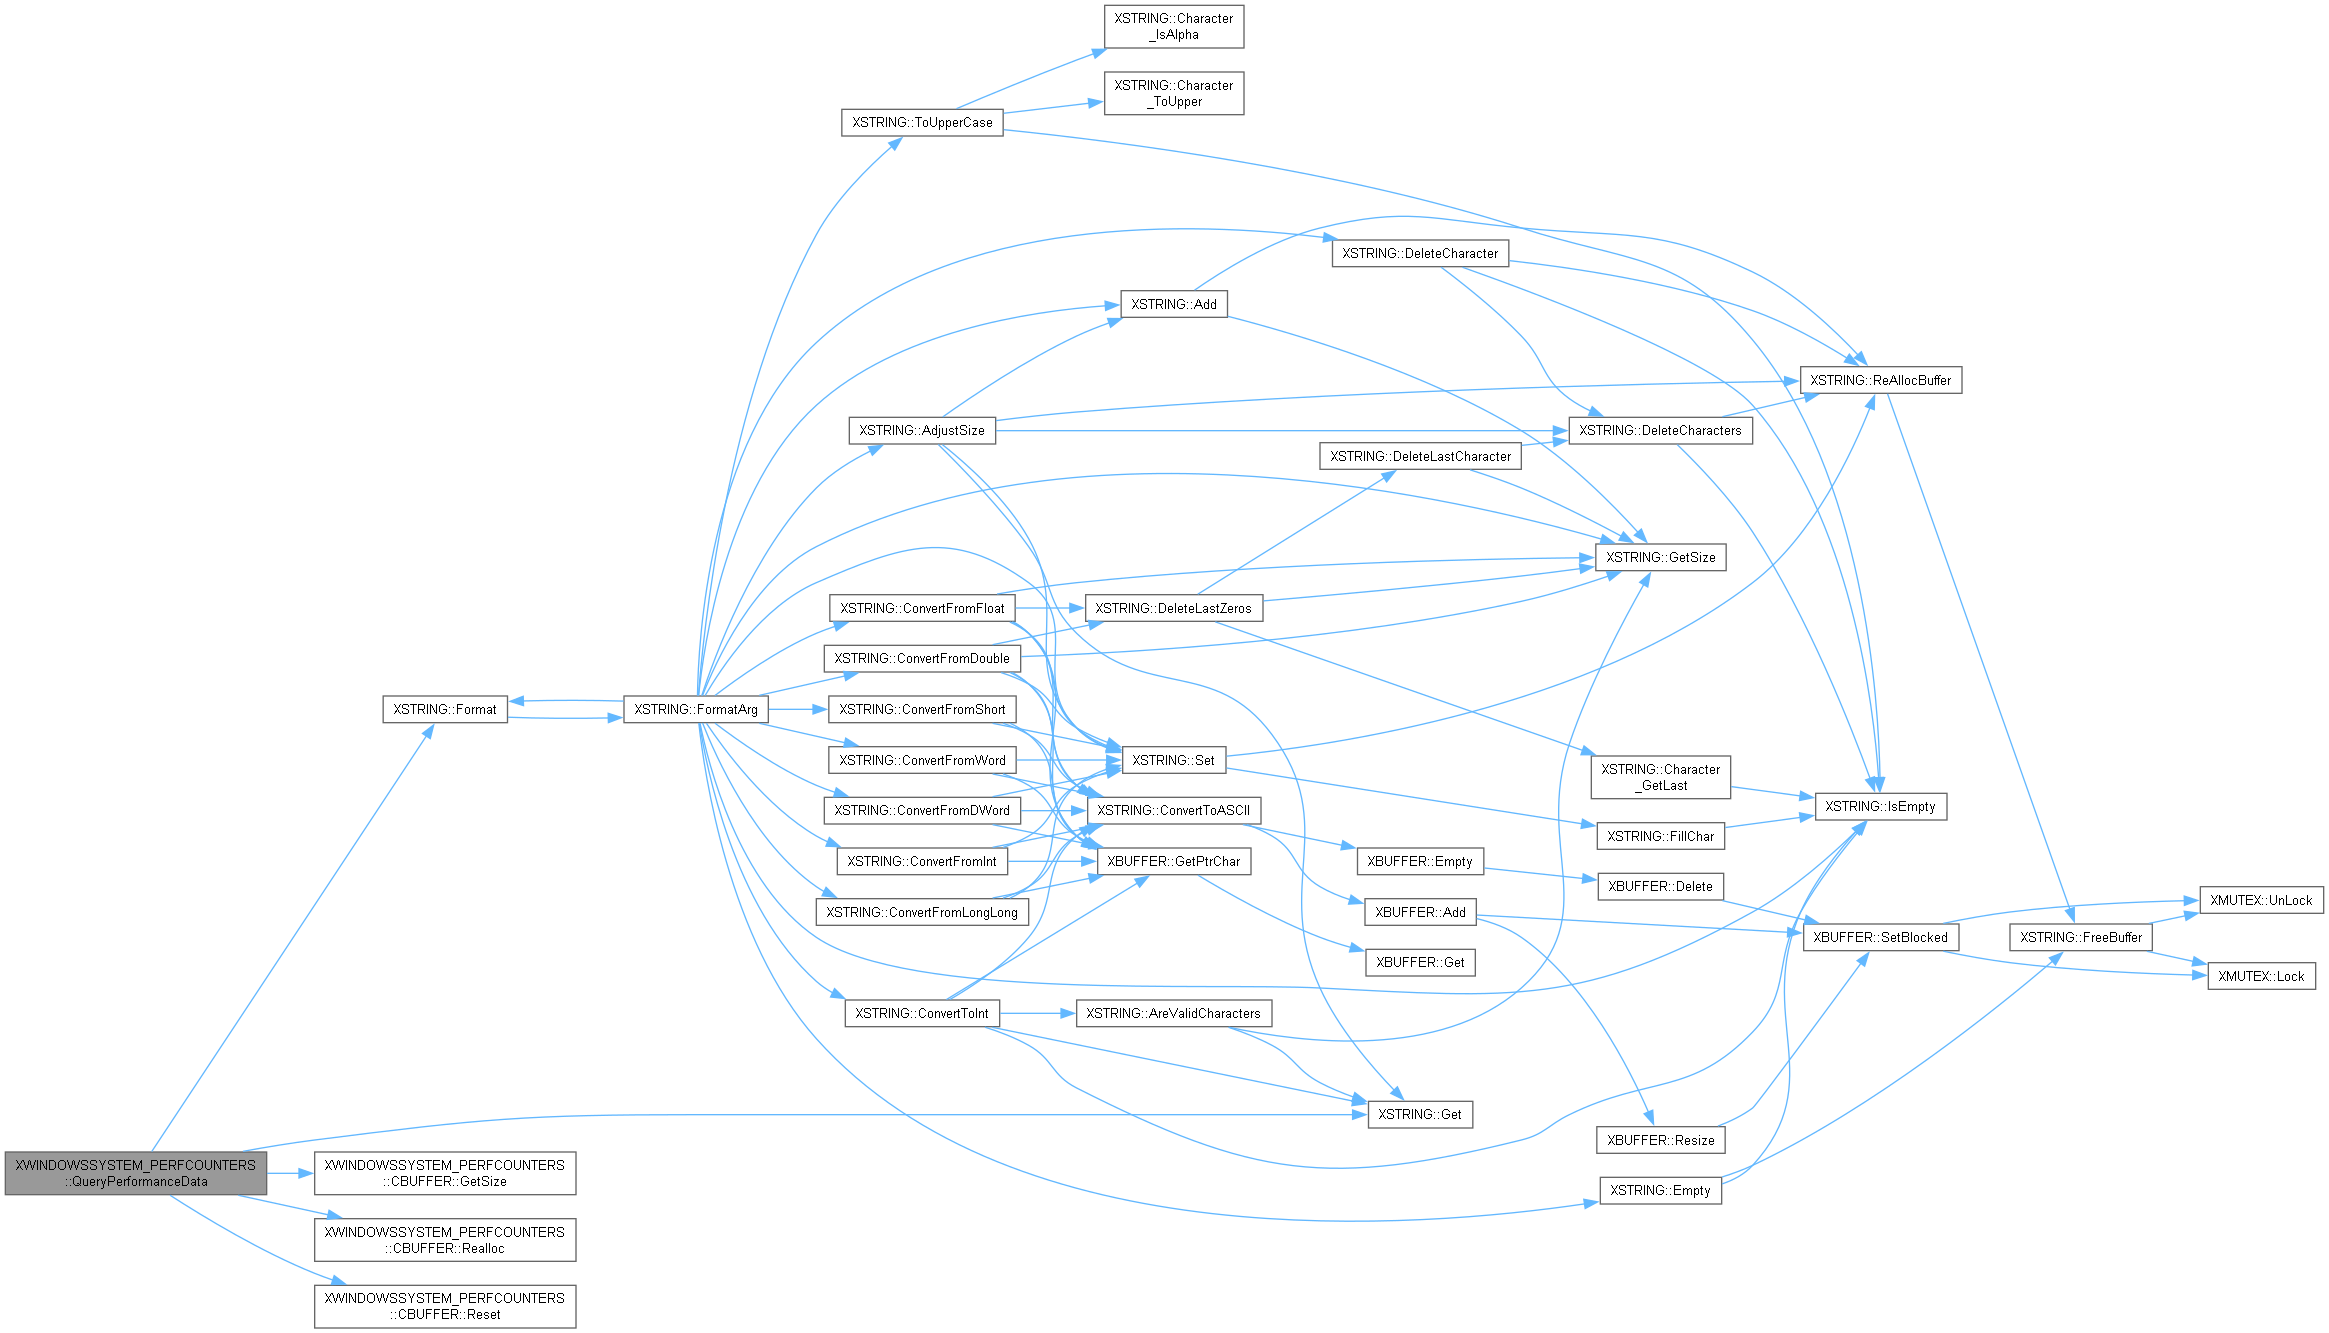 XSTRING::Character
_IsAlpha
XSTRING::Character
_ToUpper
XSTRING::ToUpperCase
XSTRING::DeleteCharacter
XSTRING::Add
XSTRING::ReAllocBuffer
XSTRING::AdjustSize
XSTRING::DeleteCharacters
XSTRING::DeleteLastCharacter
XSTRING::GetSize
XSTRING::ConvertFromFloat
XSTRING::DeleteLastZeros
XSTRING::ConvertFromDouble
XSTRING::Format
XSTRING::FormatArg
XSTRING::ConvertFromShort
XSTRING::ConvertFromWord
XSTRING::Set
XSTRING::Character
_GetLast
XSTRING::ConvertFromDWord
XSTRING::ConvertToASCII
XSTRING::IsEmpty
XSTRING::FillChar
XSTRING::ConvertFromInt
XBUFFER::GetPtrChar
XBUFFER::Empty
XBUFFER::Delete
XMUTEX::UnLock
XSTRING::ConvertFromLongLong
XBUFFER::Add
XBUFFER::SetBlocked
XSTRING::FreeBuffer
XBUFFER::Get
XMUTEX::Lock
XSTRING::ConvertToInt
XSTRING::AreValidCharacters
XSTRING::Get
XBUFFER::Resize
XWINDOWSSYSTEM_PERFCOUNTERS
::QueryPerformanceData
XWINDOWSSYSTEM_PERFCOUNTERS
::CBUFFER::GetSize
XSTRING::Empty
XWINDOWSSYSTEM_PERFCOUNTERS
::CBUFFER::Realloc
XWINDOWSSYSTEM_PERFCOUNTERS
::CBUFFER::Reset